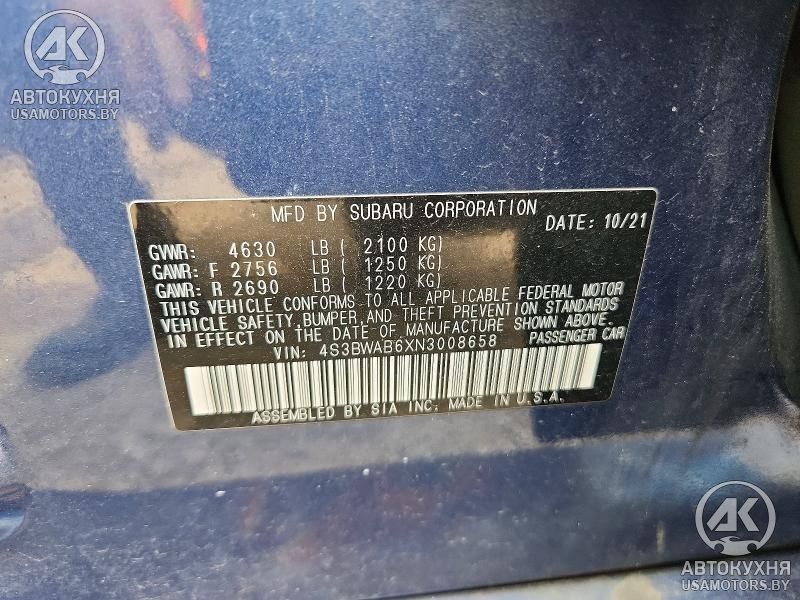 AK
АВТОКУХНЯ
USAMOTORS.BY
MFD BY SUBARU CORPORATION DATE: 10/21
GVWR: 4630 LB ( 2100 KG)
GAWR: F 2756 LB ( 1250 KG)
GAWR: R 2690 LB ( 1220 KG)
THIS VEHICLE CONFORMS TO ALL APPLICABLE FEDERAL MOTOR
VEHICLE SAFETY, BUMPER, AND THEFT PREVENTION STANDARDS
IN EFFECT ON THE DATE OF MANUFACTURE SHOWN ABOVE.
VIN: 4S3BWAB6XN3008658 PASSENGER CAR
ASSEMBLED BY SIA INC. MADE IN U.S.A.
AK
АВТОКУХНЯ
USAMOTORS.BY